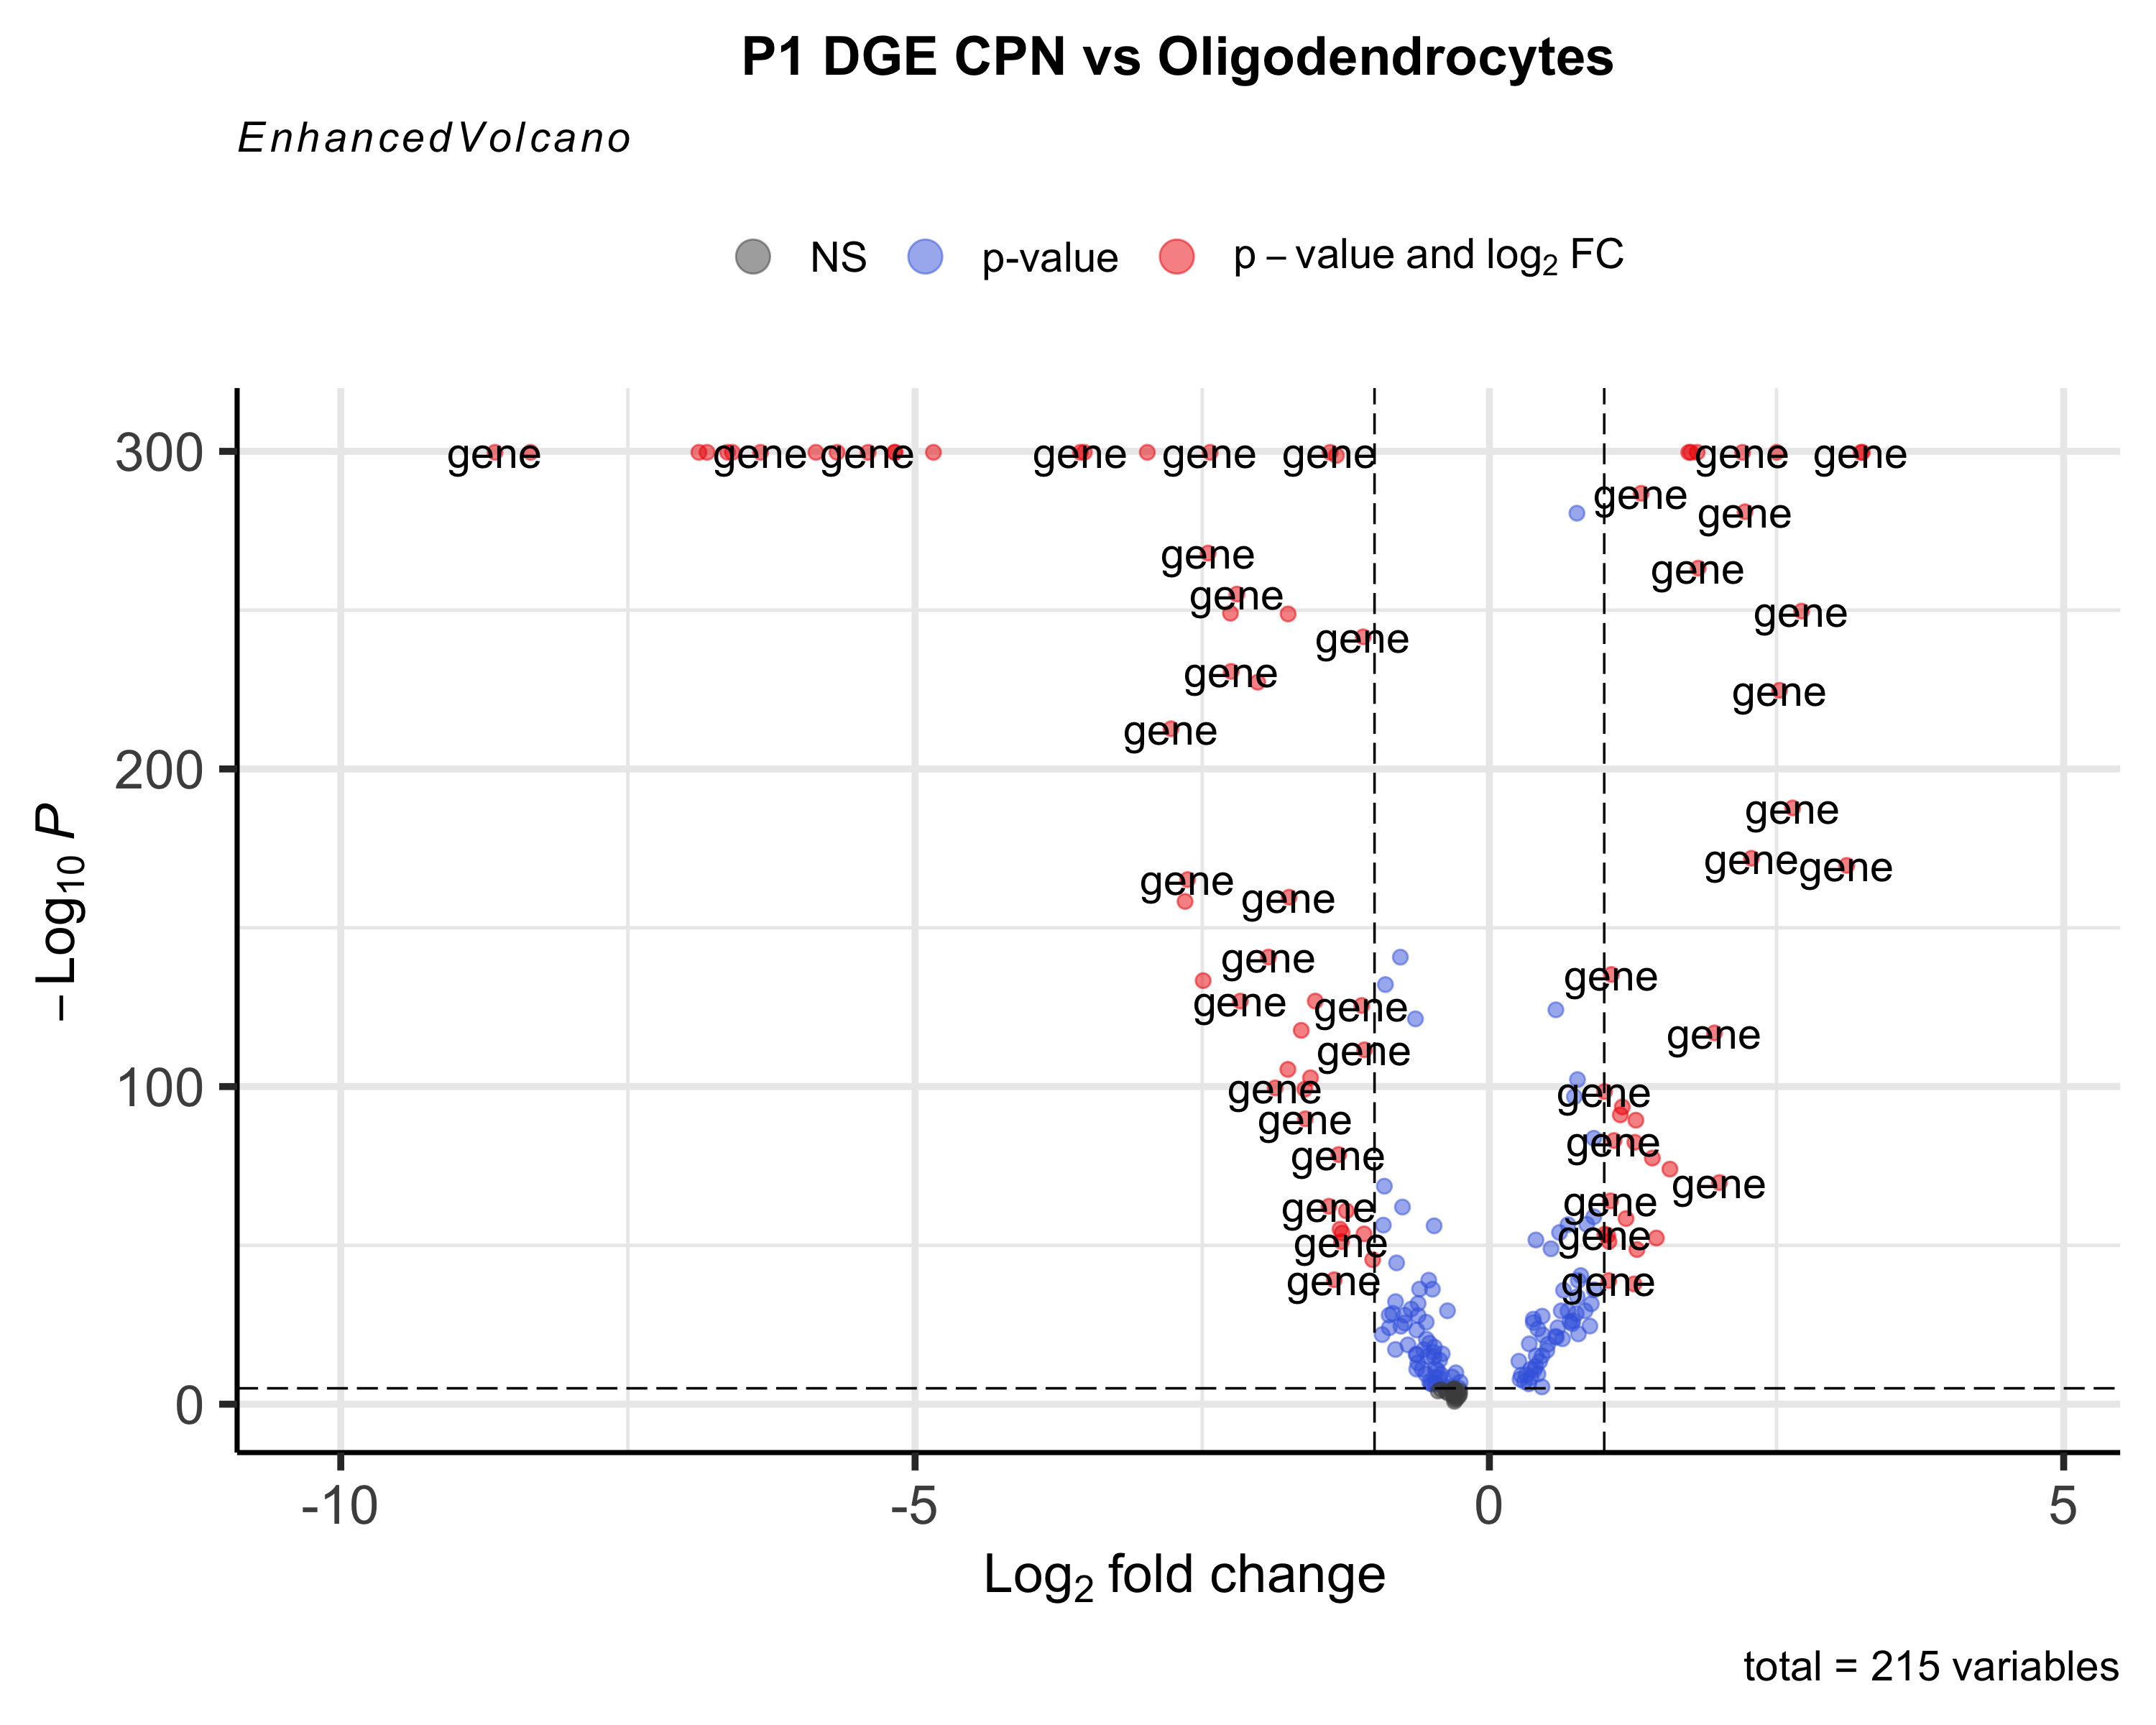 P1 DGE CPN vs Oligodendrocytes
EnhancedVolcano
NS p-value p – value and log₂ FC
300
gene gene gene gene gene gene gene gene
gene
gene
gene
gene
gene
gene
gene
gene
gene
gene
200
gene
gene
gene
gene
gene
gene
gene
gene
gene
gene
gene
gene
100
gene
gene
gene
gene
gene
gene
gene
gene
gene
gene
gene
gene
0
– Log₁₀ P
-10 -5 0 5
Log₂ fold change
total = 215 variables